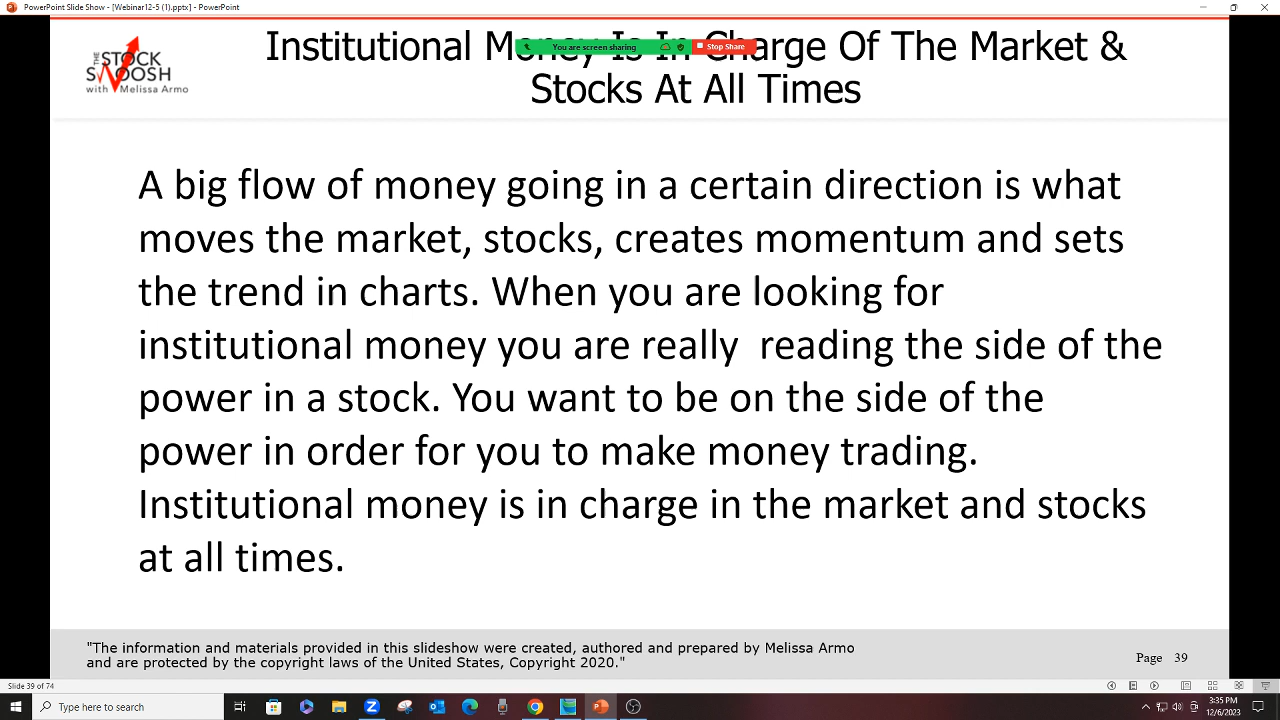 PowerPoint Slide Show - [Webinar12-5 (1).pptx] - PowerPoint
THE
STOCK
SWOOSH
with Melissa Armo
Institutional Money Is In Charge Of The Market &
Stocks At All Times
You are screen sharing
Stop Share
A big flow of money going in a certain direction is what
moves the market, stocks, creates momentum and sets
the trend in charts. When you are looking for
institutional money you are really  reading the side of the
power in a stock. You want to be on the side of the
power in order for you to make money trading.
Institutional money is in charge in the market and stocks
at all times.
"The information and materials provided in this slideshow were created, authored and prepared by Melissa Armo
and are protected by the copyright laws of the United States, Copyright 2020."
Page 39
Slide 39 of 74
Type here to search
3:35 PM
12/6/2023